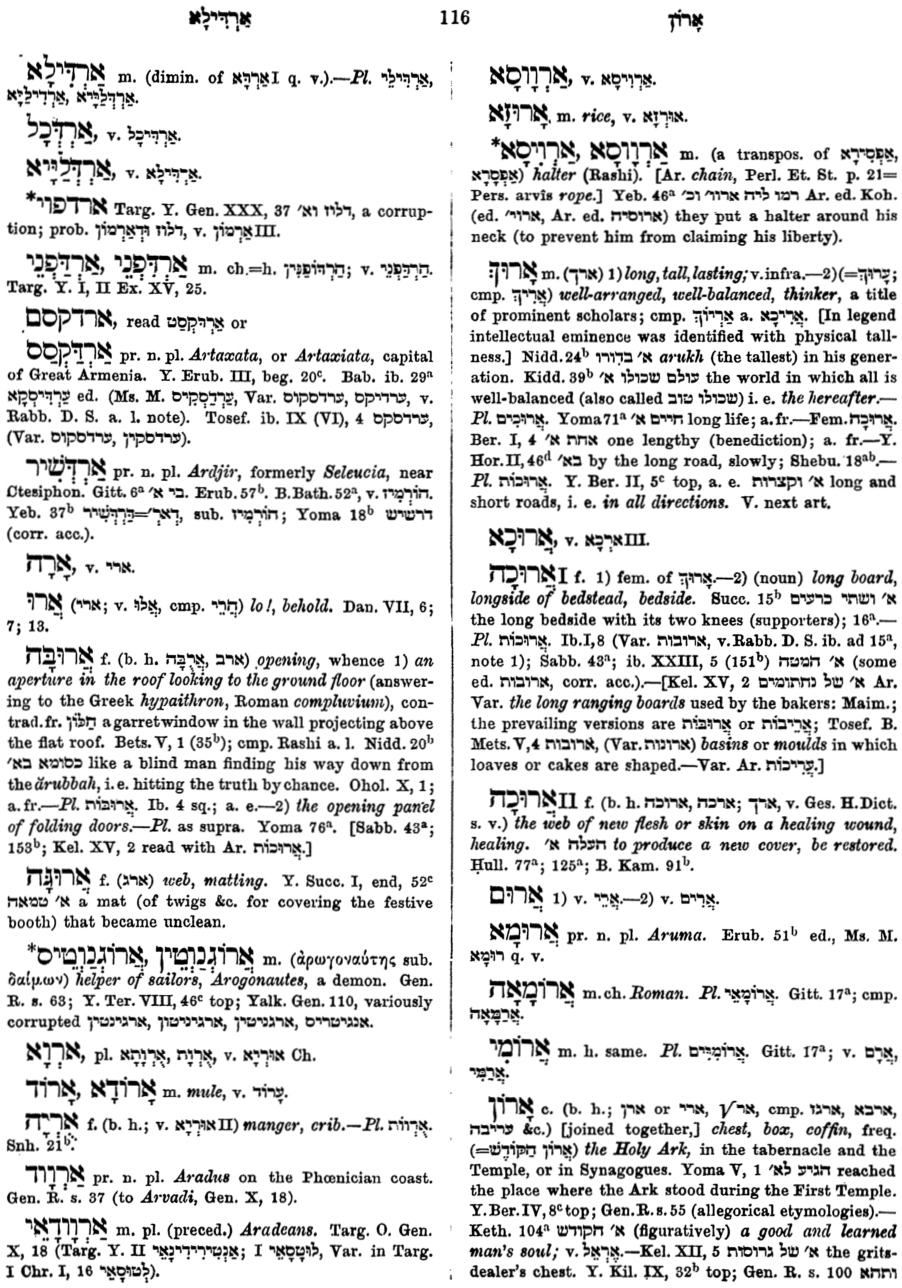 אַרְדִּילָא 116 אָרוֹן
אַרְדִּילָא m. (dimin. of אַרְדָּא I q. v.).—Pl. אַרְדִּילֵי,
אַרְדִּלַיָּיא, אַרְדִּילַיָּא.
אַרְדְּכָל, v. אַרְדִּיכָל.
אַרְדְּלַיָּיא, v. אַרְדִּילָא.
*ארדפוי Targ. Y. Gen. XXX, 37 דלוז וא׳, a corrup-
tion; prob. דלוז וּדְאַרְמוֹן, v. אַרְמוֹן III.
אַרְדִּפְנֵי, אַרְדַּפְנֵי m. ch.=h. חַרְדּוֹפְנִין; v. חַרְדַּפְנֵי.
Targ. Y. I, II Ex. XV, 25.
ארדקסם, read אַרְדִּקְסָט or
אַרְדַּקְסַס pr. n. pl. Artaxata, or Artaxiata, capital
of Great Armenia. Y. Erub. III, beg. 20c. Bab. ib. 29a
עַרְדִּיסְקָא ed. (Ms. M. עַרְדַּסְקִיס, Var. ערדסקוס, ערדיקס, v.
Rabb. D. S. a. l. note). Tosef. ib. IX (VI), 4 ערדסקס,
(Var. ערדסקין, ערדסקוס).
אַרְדְּשִׁיר pr. n. pl. Ardjir, formerly Seleucia, near
Ctesiphon. Gitt. 6a בי א׳. Erub. 57b. B.Bath. 52a, v. הוֹרְמִיז.
Yeb. 37b דְאַר׳=בַּרְדְּשִׁיר, sub. הוֹרְמִיז; Yoma 18b דרשיש
(corr. acc.).
אָרָה, v. ארי.
אֲרוּ (ארי; v. אֲלוּ, cmp. חֲרֵי) lo!, behold. Dan. VII, 6;
7; 13.
אֲרוּבָּה f. (b. h. אֲרֻבָּה, ארב) opening, whence 1) an
aperture in the roof looking to the ground floor (answer-
ing to the Greek hypaithron, Roman compluvium), con-
trad. fr. חַלּוֹן a garret window in the wall projecting above
the flat roof. Bets. V, 1 (35b); cmp. Rashi a. l. Nidd. 20b
כסומא בא׳ like a blind man finding his way down from
the ărubbah, i. e. hitting the truth by chance. Ohol. X, 1;
a. fr.—Pl. אֲרוּבּוֹת. Ib. 4 sq.; a. e.—2) the opening panel
of folding doors.—Pl. as supra. Yoma 76a. [Sabb. 43a;
153b; Kel. XV, 2 read with Ar. אֲרוּכּוֹת.]
אֲרוּגָּה f. (ארג) web, matting. Y. Succ. I, end, 52c
א׳ טמאה a mat (of twigs &c. for covering the festive
booth) that became unclean.
*אֲרוֹגְנַוְטִין, אֲרוֹגְנַוְטִיס m. (ἀρωγοναύτης sub.
δαίμων) helper of sailors, Arogonautes, a demon. Gen.
R. s. 63; Y. Ter. VIII, 46c top; Yalk. Gen. 110, variously
corrupted אנגיטריס, ארגניטין, ארגיניטון, ארגינטין.
אַרְוָא, pl. אֻרְוָתָא, אֻרְוָת, v. אוּרְיָא Ch.
אָרוֹדָא, אָרוֹד m. mule, v. עָרוֹד.
אֻרְיָה f. (b. h.; v. אוּרְיָא II) manger, crib.—Pl. אֻרְווֹת.
Snh. 21b.
אַרְוָוד pr. n. pl. Aradus on the Phœnician coast.
Gen. R. s. 37 (to Arvadi, Gen. X, 18).
אַרְוָודָאֵי m. pl. (preced.) Aradeans. Targ. O. Gen.
X, 18 (Targ. Y. II אַנְטִירִידִינָאֵי; I לוּטָסָאֵי, Var. in Targ.
I Chr. I, 16 לְטוּסָאֵי).
אַרְוָוסָא, v. אַרְוִיסָא.
אָרוּזָא, m. rice, v. אוּרְזָא.
*אַרְוִיסָא, אַרְוָוסָא m. (a transpos. of אַפְסִירָא,
אַפְסָרָא) halter (Rashi). [Ar. chain, Perl. Et. St. p. 21=
Pers. arvîs rope.] Yeb. 46a רמו ליה ארווי׳ וכ׳ Ar. ed. Koh.
(ed. ארוי׳, Ar. ed. ארוסיה) they put a halter around his
neck (to prevent him from claiming his liberty).
אָרוּךְ m. (ארך) 1) long, tall, lasting; v. infra.—2) (=עָרוּךְ;
cmp. אָרִיךְ) well-arranged, well-balanced, thinker, a title
of prominent scholars; cmp. אַרְיוֹךְ a. אֲרִיכָא. [In legend
intellectual eminence was identified with physical tall-
ness.] Nidd. 24b א׳ בדורו arukh (the tallest) in his gener-
ation. Kidd. 39b עולם שכולו א׳ the world in which all is
well-balanced (also called שכולו טוב) i. e. the hereafter.—
Pl. אֲרוּכִים. Yoma 71a חיים א׳ long life; a. fr.—Fem. אֲרוּכָּה.
Ber. I, 4 אחת א׳ one lengthy (benediction); a. fr.—Y.
Hor. II, 46d בא׳ by the long road, slowly; Shebu. 18ab.—
Pl. אֲרוּכּוֹת. Y. Ber. II, 5c top, a. e. א׳ וקצרות long and
short roads, i. e. in all directions. V. next art.
אֲרוּכָא, v. אַרְכָא III.
אֲרוּכָּה I f. 1) fem. of אָרוּךְ.—2) (noun) long board,
longside of bedstead, bedside. Succ. 15b א׳ ושתי כרעים
the long bedside with its two knees (supporters); 16a.—
Pl. אֲרוּכּוֹת. Ib. I, 8 (Var. ארובות, v. Rabb. D. S. ib. ad 15a,
note 1); Sabb. 43a; ib. XXIII, 5 (151b) א׳ המטה (some
ed. ארובות, corr. acc.).—[Kel. XV, 2 א׳ של נחתומים Ar.
Var. the long ranging boards used by the bakers: Maim.;
the prevailing versions are אֲרוּבּוֹת or אֲרִיבוֹת; Tosef. B.
Mets. V, 4 ארובות, (Var. ארונות) basins or moulds in which
loaves or cakes are shaped.—Var. Ar. עֲרִיכוֹת.]
אֲרוּכָה II f. (b. h. ארוכה, ארכה; ארך, v. Ges. H. Dict.
s. v.) the web of new flesh or skin on a healing wound,
healing. העלה א׳ to produce a new cover, be restored.
Ḥull. 77a; 125a; B. Kam. 91b.
אֲרוּם 1) v. אֲרֵי.—2) v. אֲרִים.
אֲרוּמָא pr. n. pl. Aruma. Erub. 51b ed., Ms. M.
רוּמָא q. v.
אֲרוֹמָאָה m. ch. Roman. Pl. אֲרוֹמָאֵי. Gitt. 17a; cmp.
אֲרַמָּאָה.
אֲרוֹמִי m. h. same. Pl. אֲרוֹמִיִּים. Gitt. 17a; v. אֲרָם,
אֲרַמִּי.
אָרוֹן c. (b. h.; ארן or ארי, √אר, cmp. ארגז, ארבא,
עריבה &c.) [joined together,] chest, box, coffin, freq.
(=אֲרוֹן הַקּוֹדֶשׁ) the Holy Ark, in the tabernacle and the
Temple, or in Synagogues. Yoma V, 1 הגיע לא׳ reached
the place where the Ark stood during the First Temple.
Y. Ber. IV, 8c top; Gen. R. s. 55 (allegorical etymologies).—
Keth. 104a א׳ הקודש (figuratively) a good and learned
man's soul; v. אֶרְאֵל.—Kel. XII, 5 א׳ של גרוסות the grits-
dealer's chest. Y. Kil. IX, 32b top; Gen. R. s. 100 ותהא